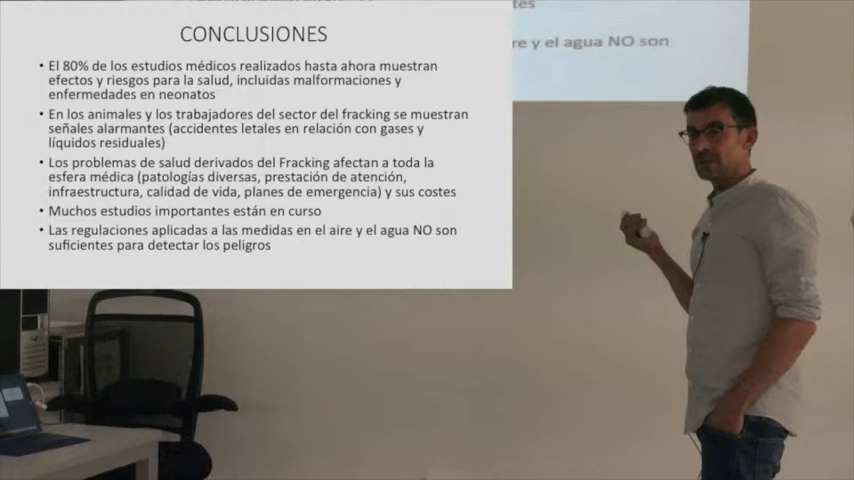 CONCLUSIONES
• El 80% de los estudios médicos realizados hasta ahora muestran
efectos y riesgos para la salud, incluidas malformaciones y
enfermedades en neonatos
• En los animales y los trabajadores del sector del fracking se muestran
señales alarmantes (accidentes letales en relación con gases y
líquidos residuales)
• Los problemas de salud derivados del Fracking afectan a toda la
esfera médica (patologías diversas, prestación de atención,
infraestructura, calidad de vida, planes de emergencia) y sus costes
• Muchos estudios importantes están en curso
• Las regulaciones aplicadas a las medidas en el aire y el agua NO son
suficientes para detectar los peligros
tes
re y el agua NO son